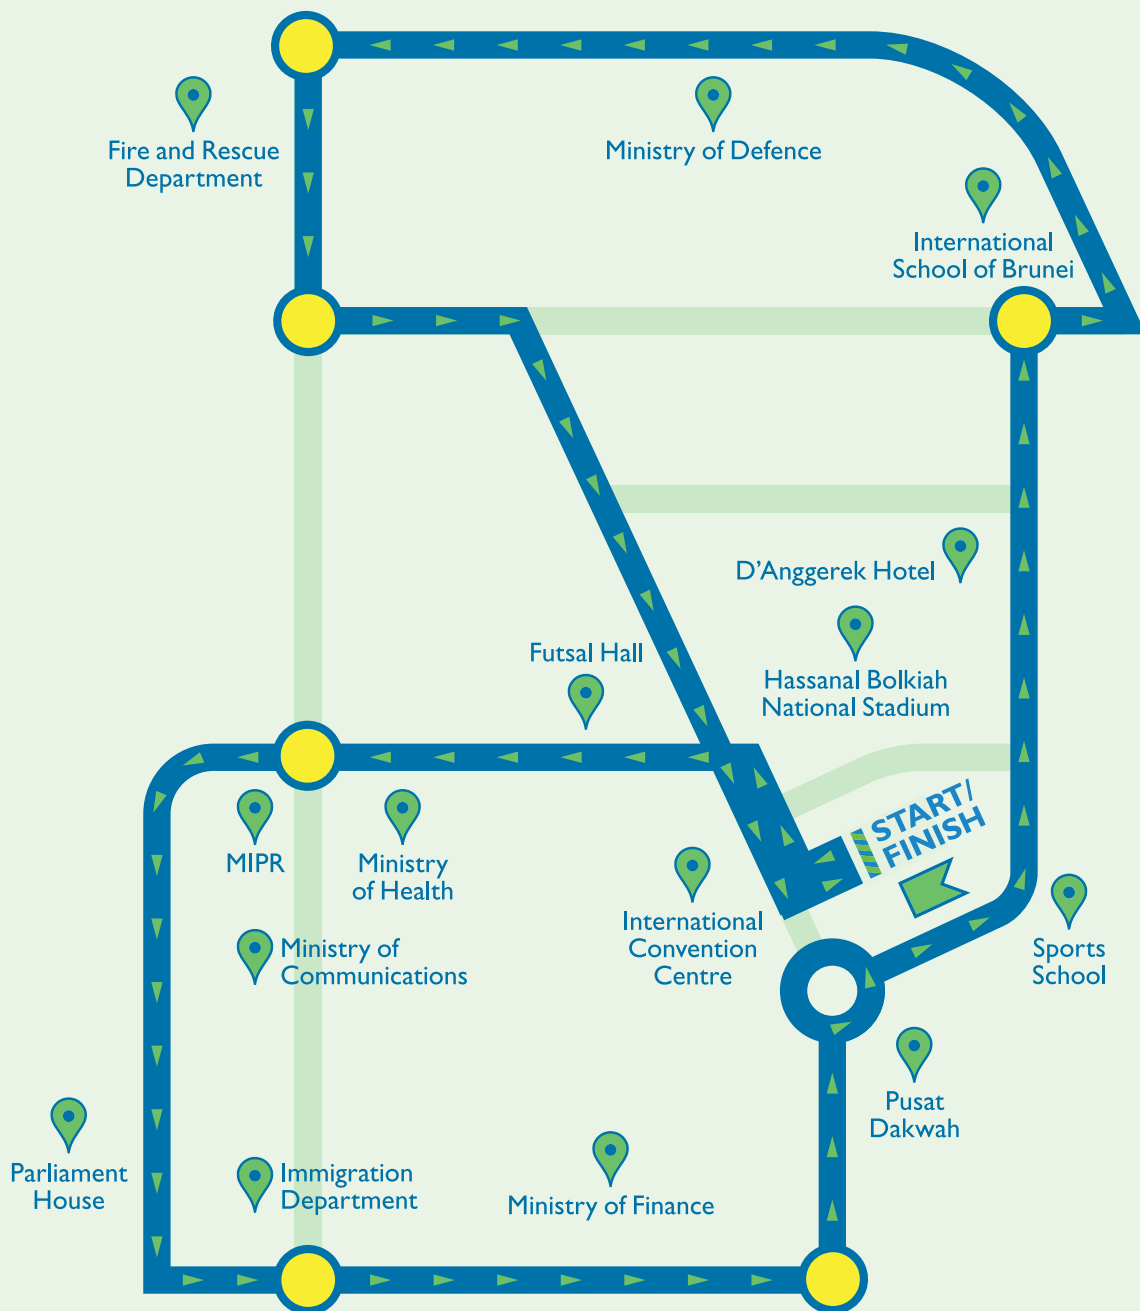 Fire and Rescue
Department
Ministry of Defence
International
School of Brunei
D’Anggerek Hotel
Futsal Hall
Hassanal Bolkiah
National Stadium
START/
FINISH
MIPR
Ministry
of Health
International
Convention
Centre
Sports
School
Ministry of
Communications
Pusat
Dakwah
Parliament
House
Immigration
Department
Ministry of Finance